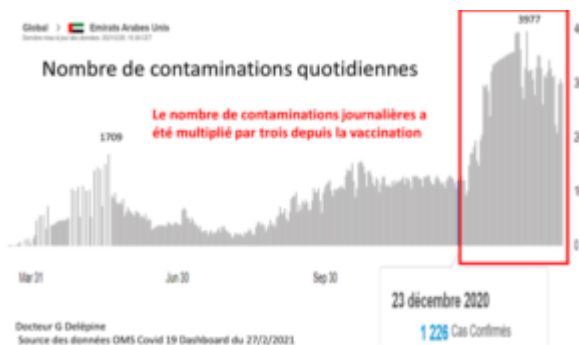 Global > Emirats Arabes Unis
Nombre de contaminations quotidiennes
3977
Le nombre de contaminations journalières a
été multiplié par trois depuis la vaccination
1709
Mar 31
Jun 30
Sep 30
23 décembre 2020
1 226 Cas Confirmés
Docteur G Delépine
Source des données OMS Covid 19 Dashboard du 27/2/2021